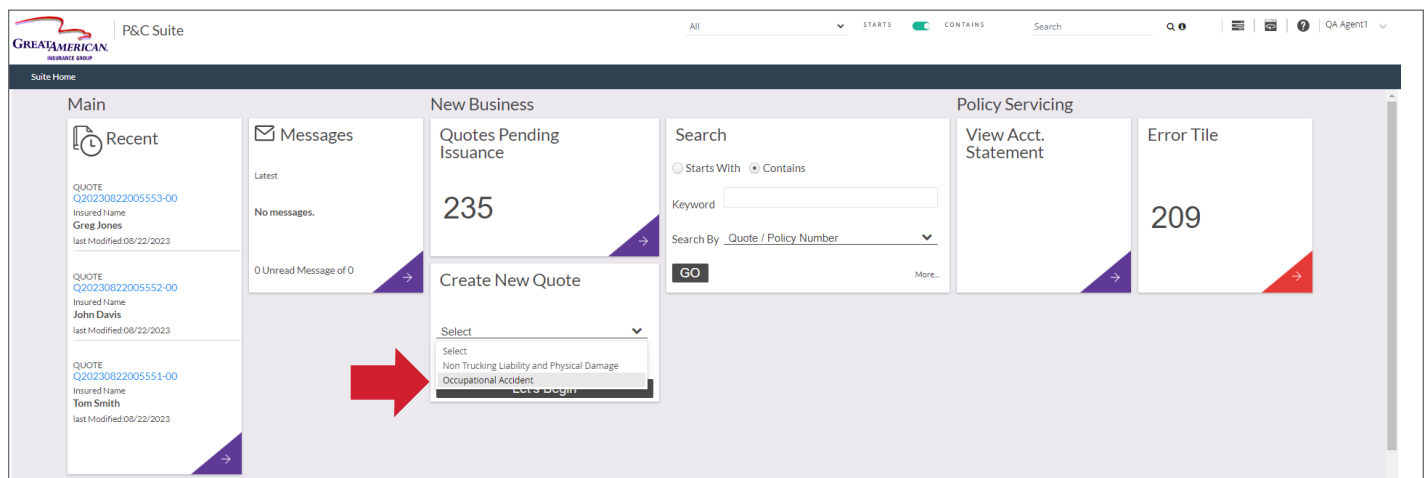 GREATAMERICAN.
INSURANCE GROUP
P&C Suite
All
STARTS
CONTAINS
Search
QA Agent1
Suite Home
Main
Recent
QUOTE
Q20230822005553-00
Insured Name
Greg Jones
last Modified:08/22/2023
QUOTE
Q20230822005552-00
Insured Name
John Davis
last Modified:08/22/2023
QUOTE
Q20230822005551-00
Insured Name
Tom Smith
last Modified:08/22/2023
Messages
Latest
No messages.
0 Unread Message of 0
New Business
Quotes Pending
Issuance
235
Create New Quote
Select
Select
Non Trucking Liability and Physical Damage
Occupational Accident
Let's Begin
Search
Starts With
Contains
Keyword
Search By
Quote / Policy Number
GO
More...
Policy Servicing
View Acct.
Statement
Error Tile
209